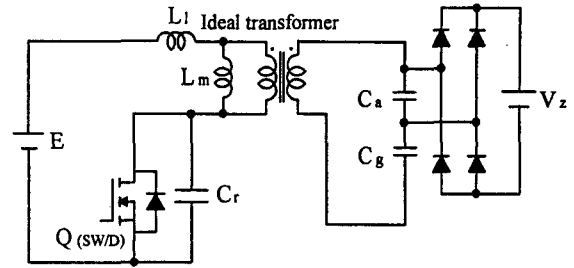 L1 Ideal transformer
Lm
Ca
Vz
E
Cg
Cr
Q (SW/D)